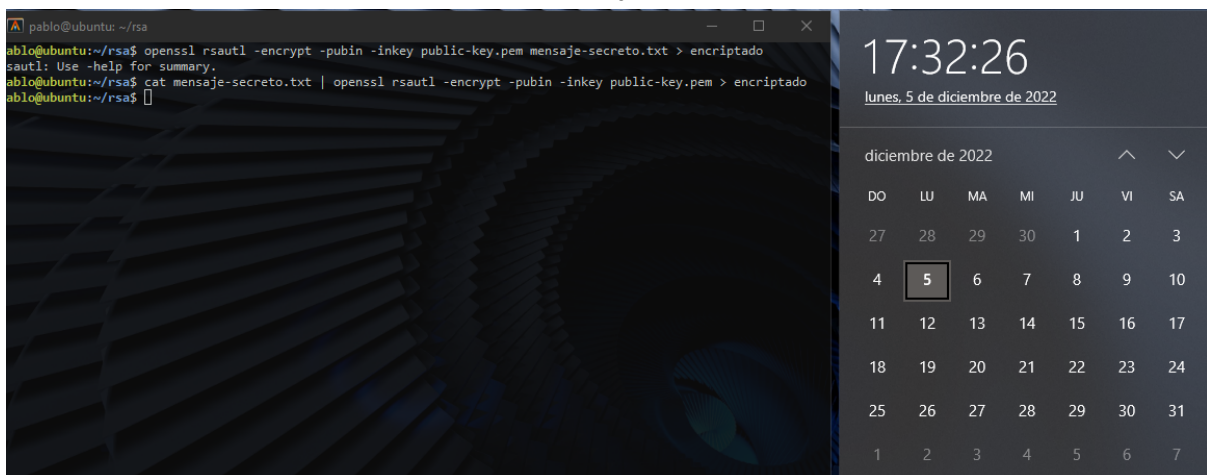 pablo@ubuntu: ~/rsa
ablo@ubuntu:~/rsa$ openssl rsautl -encrypt -pubin -inkey public-key.pem mensaje-secreto.txt > encriptado
sautl: Use -help for summary.
ablo@ubuntu:~/rsa$ cat mensaje-secreto.txt | openssl rsautl -encrypt -pubin -inkey public-key.pem > encriptado
ablo@ubuntu:~/rsa$
17:32:26
lunes, 5 de diciembre de 2022
diciembre de 2022
DO LU MA MI JU VI SA
27 28 29 30 1 2 3
4 5 6 7 8 9 10
11 12 13 14 15 16 17
18 19 20 21 22 23 24
25 26 27 28 29 30 31
1 2 3 4 5 6 7